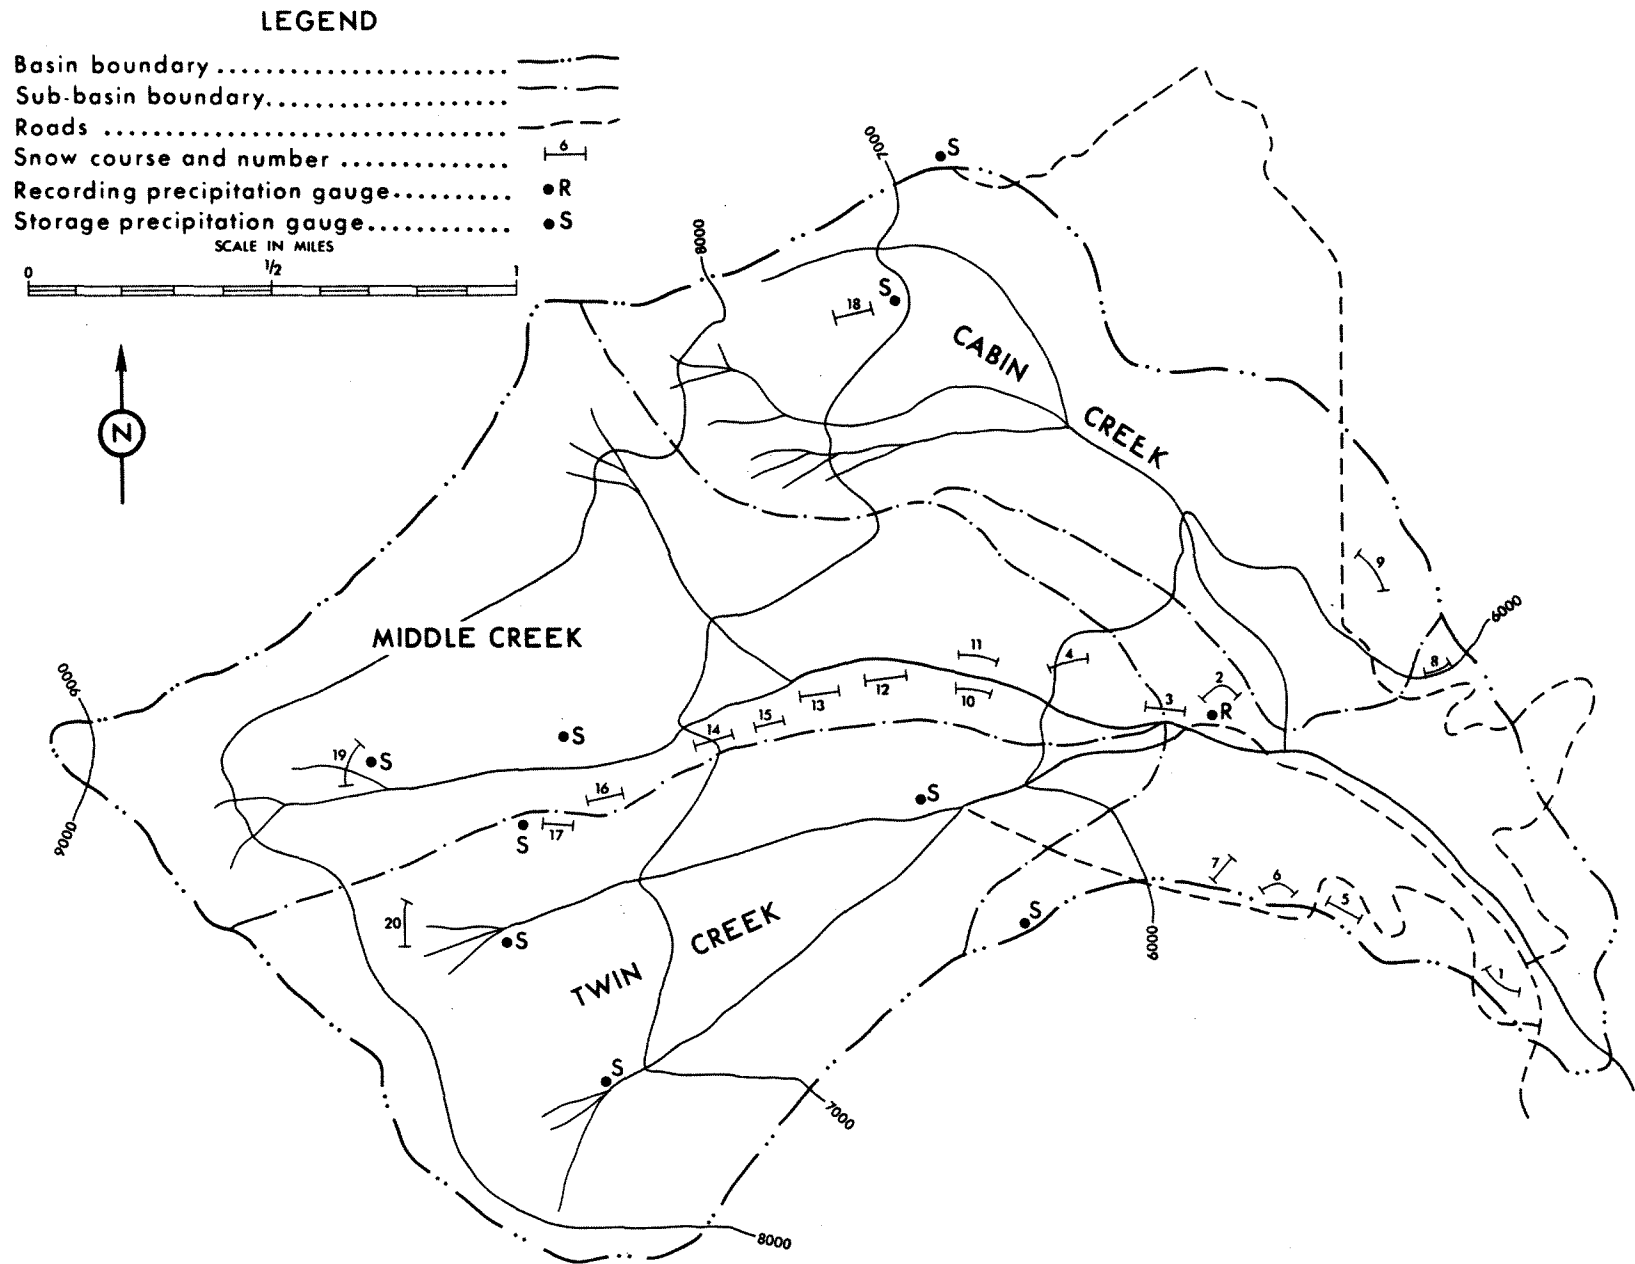 LEGEND
Basin boundary ........................
Sub-basin boundary.....................
Roads .................................
Snow course and number ..............
6
Recording precipitation gauge..........
R
Storage precipitation gauge............
S
SCALE IN MILES
0 1/2 1
N
7000
S
8000
S
18
CABIN
CREEK
9
6000
MIDDLE CREEK
11
4
8
2
9000
12
10
3
R
13
15
14
S
19
S
16
S
9000
17
S
7
6
5
S
20
CREEK
S
6000
TWIN
1
S
7000
8000